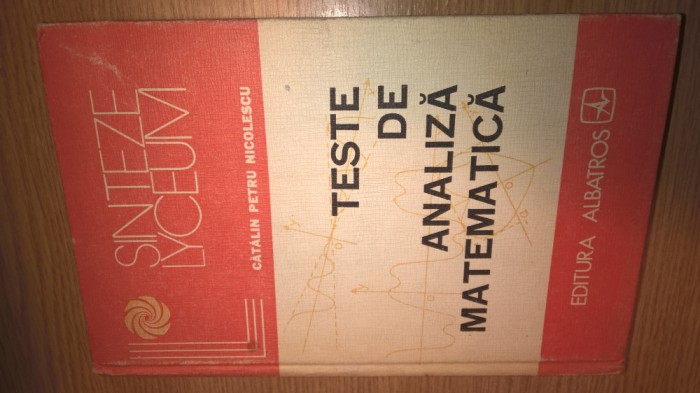 SINTEZE
LYCEUM
CĂTĂLIN PETRU NICOLESCU
TESTE
DE
ANALIZĂ
MATEMATICĂ
EDITURA ALBATROS